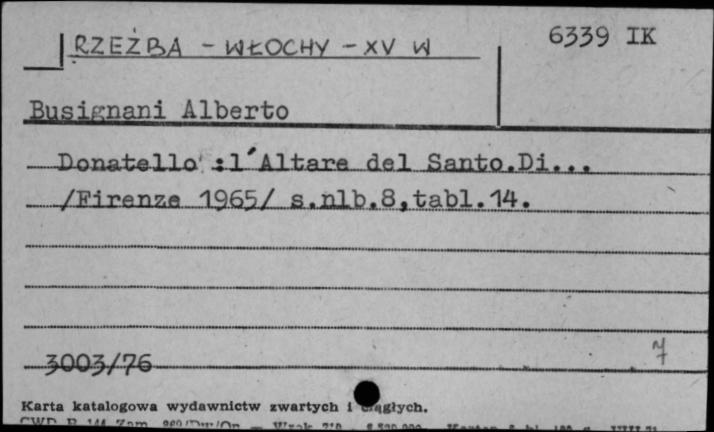 6339 IK
RZEŹBA - WŁOCHY - XV W
Busignani Alberto
Donatello :l'Altare del Santo.Di...
/Firenze 1965/ s.nlb.8,tabl.14.
3003/76
7
Karta katalogowa wydawnictw zwartych i ciągłych.